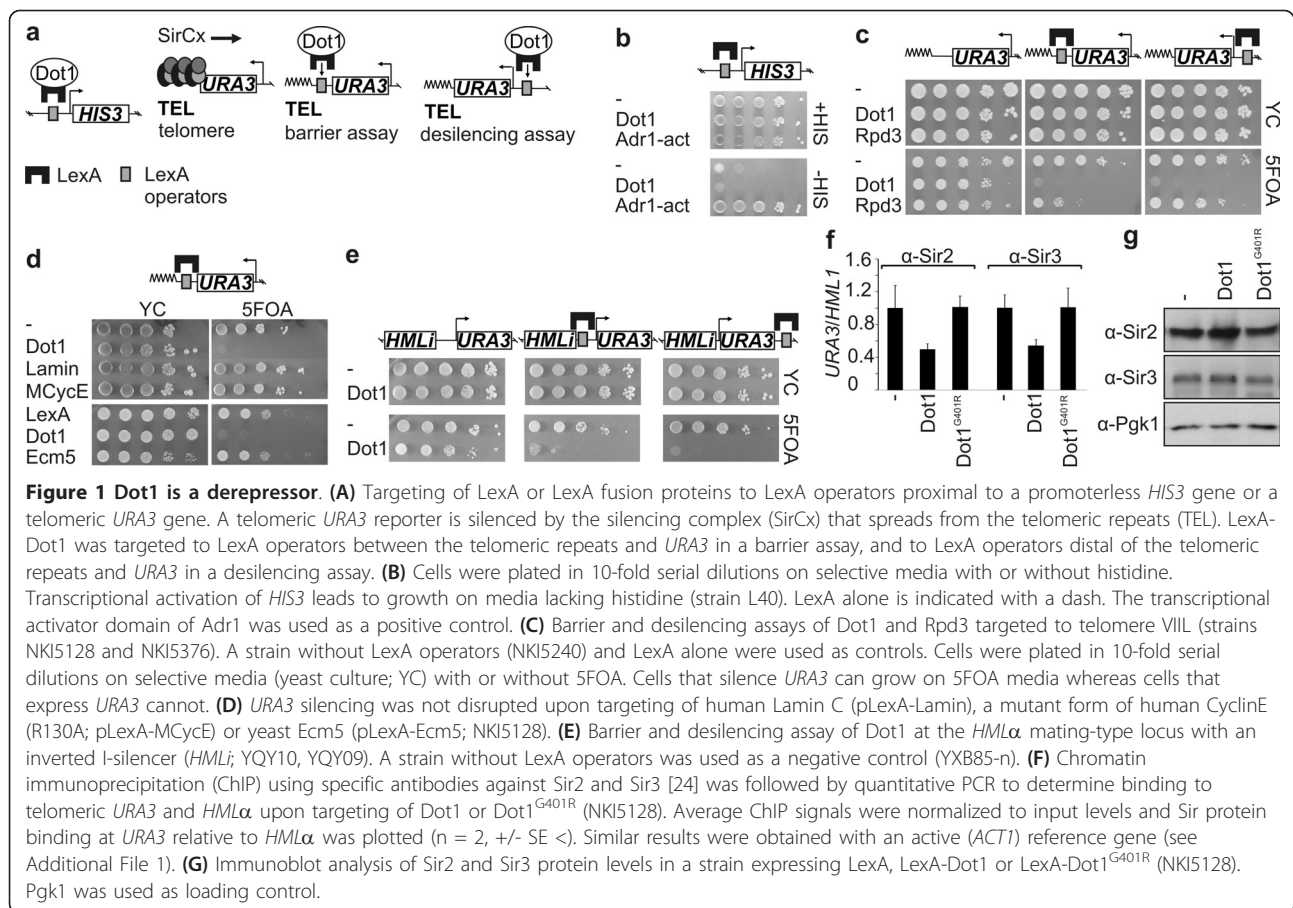 a
SirCx
Dot1
Dot1
Dot1
HIS3
URA3
URA3
URA3
TEL
telomere
TEL
barrier assay
TEL
desilencing assay
LexA
LexA
operators
b
HIS3
-
Dot1
Adr1-act
+HIS
-
Dot1
Adr1-act
-HIS
c
URA3
URA3
URA3
-
Dot1
Rpd3
YC
-
Dot1
Rpd3
5FOA
d
URA3
YC
5FOA
-
Dot1
Lamin
MCycE
LexA
Dot1
Ecm5
e
HMLi
URA3
HMLi
URA3
HMLi
URA3
-
Dot1
YC
-
Dot1
5FOA
f
α-Sir2
α-Sir3
URA3/HML1
1.6
1.2
0.8
0.4
0
-
Dot1
Dot1G401R
-
Dot1
Dot1G401R
g
-
Dot1
Dot1G401R
α-Sir2
α-Sir3
α-Pgk1
Figure 1 Dot1 is a derepressor. (A) Targeting of LexA or LexA fusion proteins to LexA operators proximal to a promoterless HIS3 gene or a
telomeric URA3 gene. A telomeric URA3 reporter is silenced by the silencing complex (SirCx) that spreads from the telomeric repeats (TEL). LexA-
Dot1 was targeted to LexA operators between the telomeric repeats and URA3 in a barrier assay, and to LexA operators distal of the telomeric
repeats and URA3 in a desilencing assay. (B) Cells were plated in 10-fold serial dilutions on selective media with or without histidine.
Transcriptional activation of HIS3 leads to growth on media lacking histidine (strain L40). LexA alone is indicated with a dash. The transcriptional
activator domain of Adr1 was used as a positive control. (C) Barrier and desilencing assays of Dot1 and Rpd3 targeted to telomere VIIL (strains
NKI5128 and NKI5376). A strain without LexA operators (NKI5240) and LexA alone were used as controls. Cells were plated in 10-fold serial
dilutions on selective media (yeast culture; YC) with or without 5FOA. Cells that silence URA3 can grow on 5FOA media whereas cells that
express URA3 cannot. (D) URA3 silencing was not disrupted upon targeting of human Lamin C (pLexA-Lamin), a mutant form of human CyclinE
(R130A; pLexA-MCycE) or yeast Ecm5 (pLexA-Ecm5; NKI5128). (E) Barrier and desilencing assay of Dot1 at the HMLα mating-type locus with an
inverted I-silencer (HMLi; YQY10, YQY09). A strain without LexA operators was used as a negative control (YXB85-n). (F) Chromatin
immunoprecipitation (ChIP) using specific antibodies against Sir2 and Sir3 [24] was followed by quantitative PCR to determine binding to
telomeric URA3 and HMLα upon targeting of Dot1 or Dot1G401R (NKI5128). Average ChIP signals were normalized to input levels and Sir protein
binding at URA3 relative to HMLα was plotted (n = 2, +/- SE <). Similar results were obtained with an active (ACT1) reference gene (see
Additional File 1). (G) Immunoblot analysis of Sir2 and Sir3 protein levels in a strain expressing LexA, LexA-Dot1 or LexA-Dot1G401R (NKI5128).
Pgk1 was used as loading control.